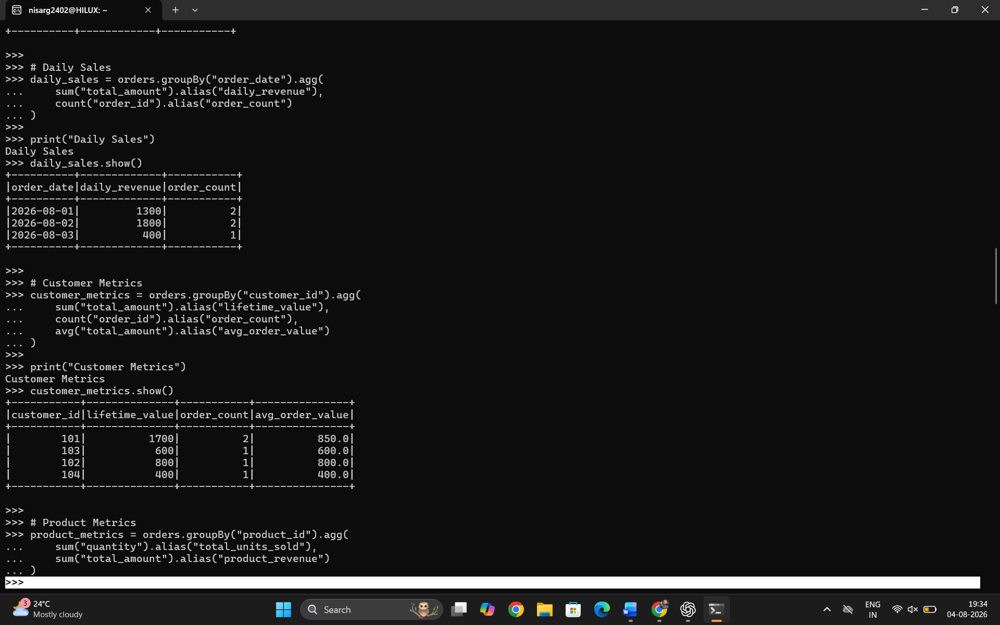 nisarg2402@HILUX: ~
+----------+------------+-----------+
>>>
>>> # Daily Sales
>>> daily_sales = orders.groupBy("order_date").agg(
...     sum("total_amount").alias("daily_revenue"),
...     count("order_id").alias("order_count")
... )
>>>
>>> print("Daily Sales")
Daily Sales
>>> daily_sales.show()
+----------+-------------+-----------+
|order_date|daily_revenue|order_count|
+----------+-------------+-----------+
|2026-08-01|         1300|          2|
|2026-08-02|         1800|          2|
|2026-08-03|          400|          1|
+----------+-------------+-----------+
>>>
>>> # Customer Metrics
>>> customer_metrics = orders.groupBy("customer_id").agg(
...     sum("total_amount").alias("lifetime_value"),
...     count("order_id").alias("order_count"),
...     avg("total_amount").alias("avg_order_value")
... )
>>>
>>> print("Customer Metrics")
Customer Metrics
>>> customer_metrics.show()
+-----------+--------------+-----------+---------------+
|customer_id|lifetime_value|order_count|avg_order_value|
+-----------+--------------+-----------+---------------+
|        101|          1700|          2|          850.0|
|        103|           600|          1|          600.0|
|        102|           800|          1|          800.0|
|        104|           400|          1|          400.0|
+-----------+--------------+-----------+---------------+
>>>
>>> # Product Metrics
>>> product_metrics = orders.groupBy("product_id").agg(
...     sum("quantity").alias("total_units_sold"),
...     sum("total_amount").alias("product_revenue")
... )
>>>
3
24°C
Mostly cloudy
Search
ENG
IN
19:34
04-08-2026